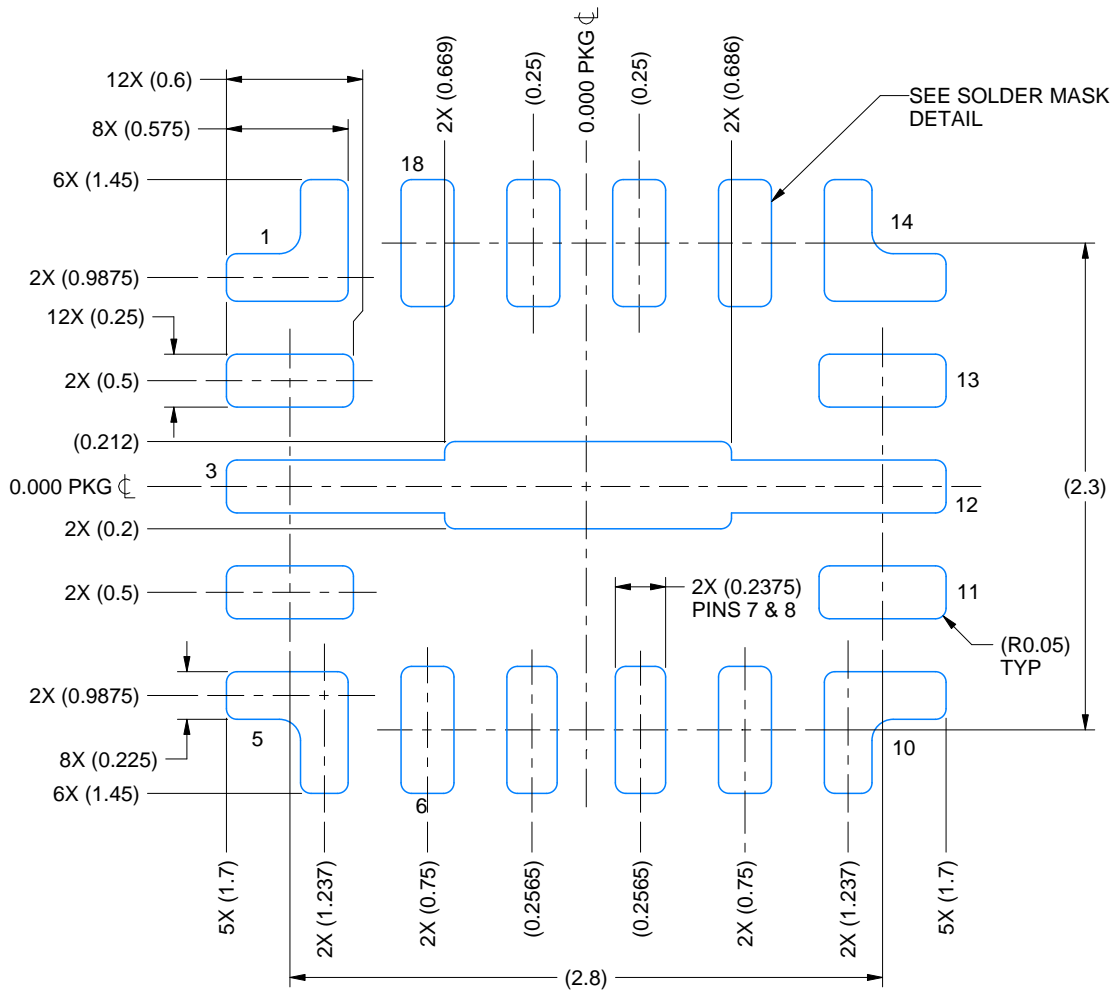 0.000 PKG ℄
12X (0.6)
8X (0.575)
6X (1.45)
2X (0.669)
(0.25)
(0.25)
2X (0.686)
SEE SOLDER MASK
DETAIL
18
1
14
2X (0.9875)
12X (0.25)
2X (0.5)
13
(0.212)
3
0.000 PKG ℄
12
(2.3)
2X (0.2)
2X (0.5)
2X (0.2375)
PINS 7 & 8
11
(R0.05)
TYP
2X (0.9875)
5
10
8X (0.225)
6X (1.45)
6
5X (1.7)
2X (1.237)
2X (0.75)
(0.2565)
(0.2565)
2X (0.75)
2X (1.237)
5X (1.7)
(2.8)